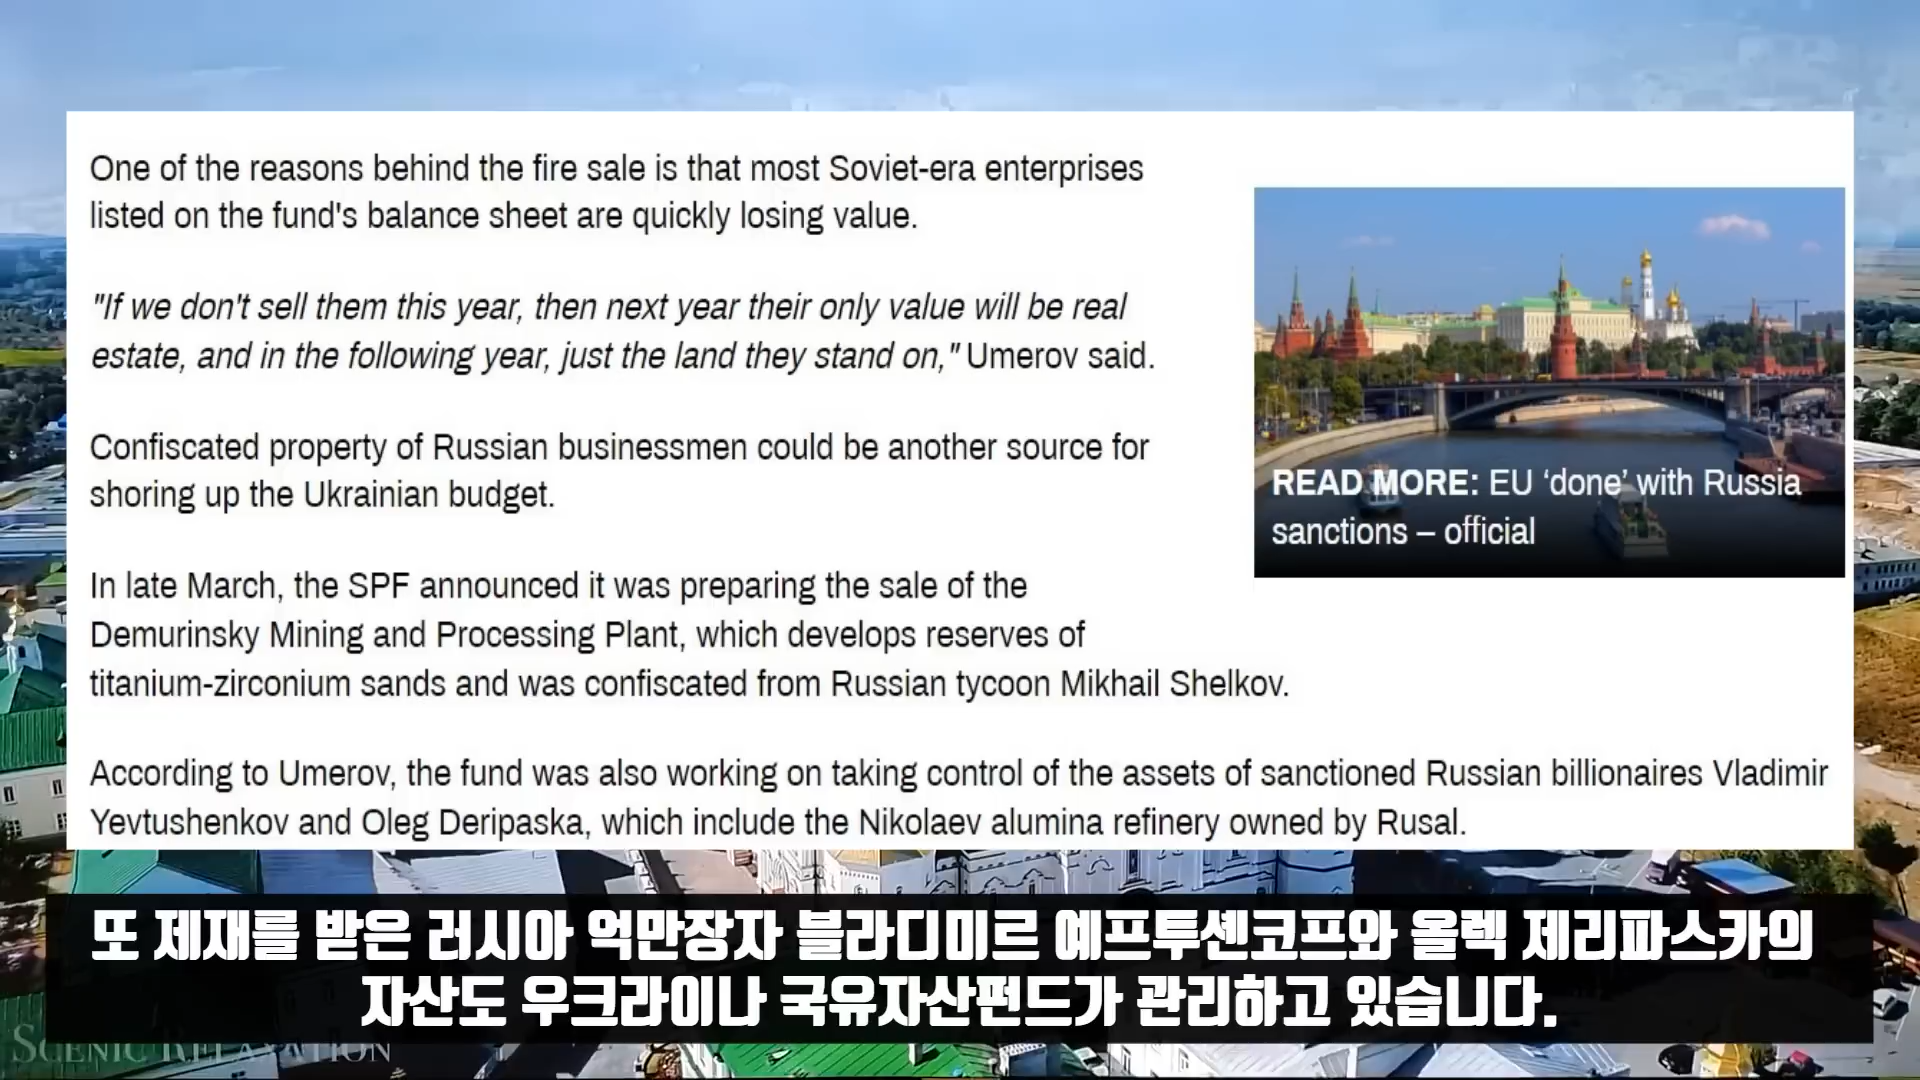 One of the reasons behind the fire sale is that most Soviet-era enterprises
listed on the fund's balance sheet are quickly losing value.
"If we don't sell them this year, then next year their only value will be real
estate, and in the following year, just the land they stand on," Umerov said.
Confiscated property of Russian businessmen could be another source for
shoring up the Ukrainian budget.
READ MORE: EU ‘done’ with Russia
sanctions – official
In late March, the SPF announced it was preparing the sale of the
Demurinsky Mining and Processing Plant, which develops reserves of
titanium-zirconium sands and was confiscated from Russian tycoon Mikhail Shelkov.
According to Umerov, the fund was also working on taking control of the assets of sanctioned Russian billionaires Vladimir
Yevtushenkov and Oleg Deripaska, which include the Nikolaev alumina refinery owned by Rusal.
또 제재를 받은 러시아 억만장자 블라디미르 예프투센코프와 올렉 제리파스카의
자산도 우크라이나 국유자산펀드가 관리하고 있습니다.
SCENIC RELAXATION